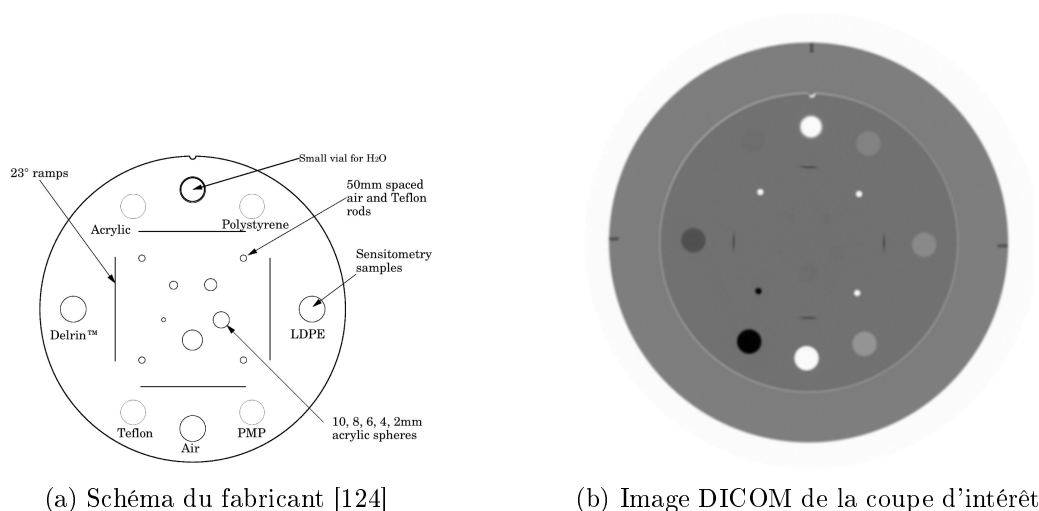 Small vial for H2O
23° ramps
50mm spaced
air and Teflon
rods
Acrylic
Polystyrene
Sensitometry
samples
Delrin™
LDPE
10, 8, 6, 4, 2mm
acrylic spheres
Teflon
PMP
Air
(a) Schéma du fabricant [124]
(b) Image DICOM de la coupe d'intérêt